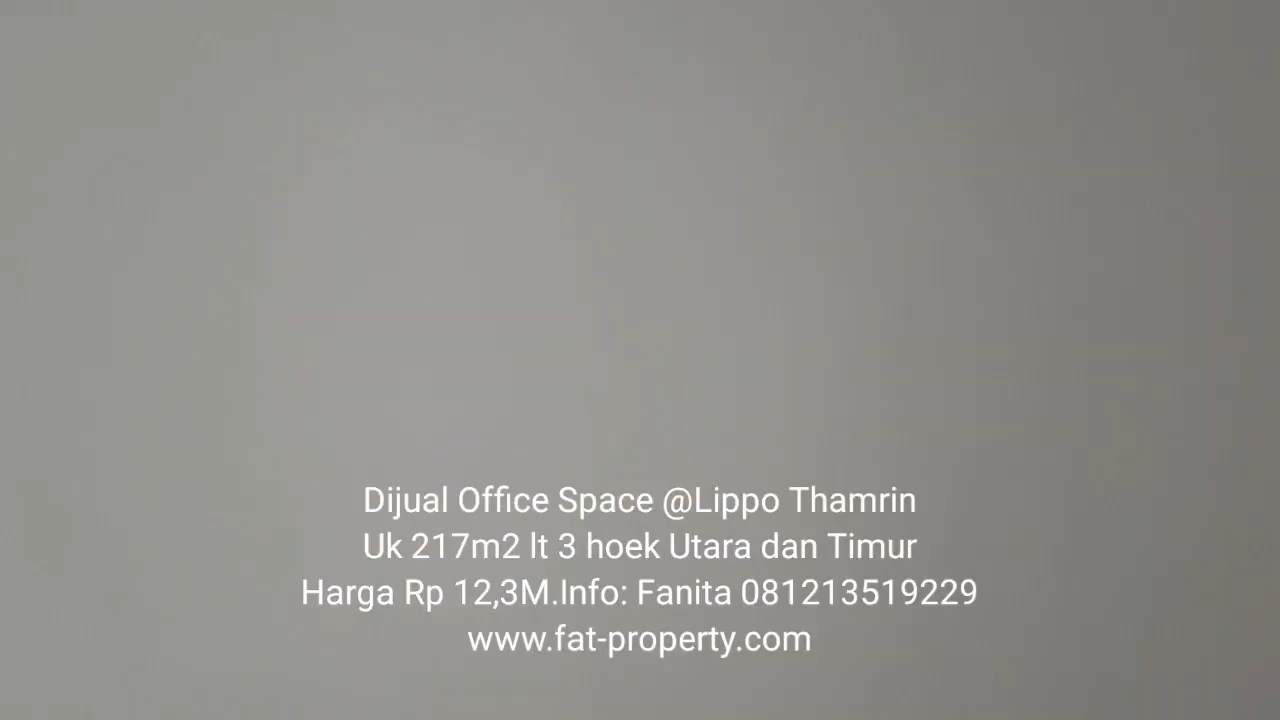 Dijual Office Space @Lippo Thamrin
Uk 217m2 lt 3 hoek Utara dan Timur
Harga Rp 12,3M.Info: Fanita 081213519229
www.fat-property.com